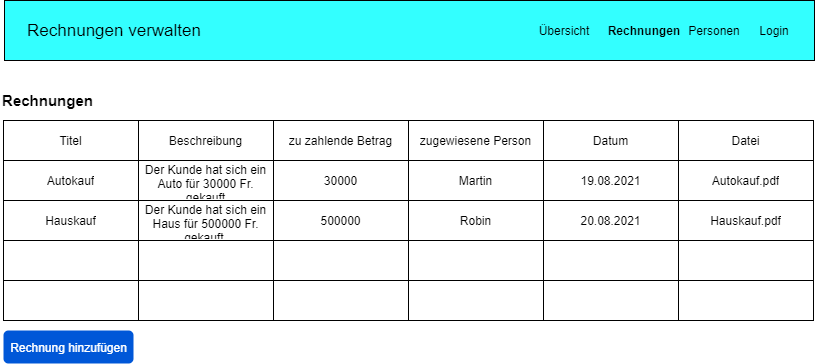 Rechnungen verwalten
Übersicht Rechnungen Personen Login
Rechnungen
Titel Beschreibung zu zahlende Betrag zugewiesene Person Datum Datei
Autokauf Der Kunde hat sich ein 30000 Martin 19.08.2021 Autokauf.pdf
Auto für 30000 Fr.
gekauft
Hauskauf Der Kunde hat sich ein 500000 Robin 20.08.2021 Hauskauf.pdf
Haus für 500000 Fr.
gekauft
Rechnung hinzufügen